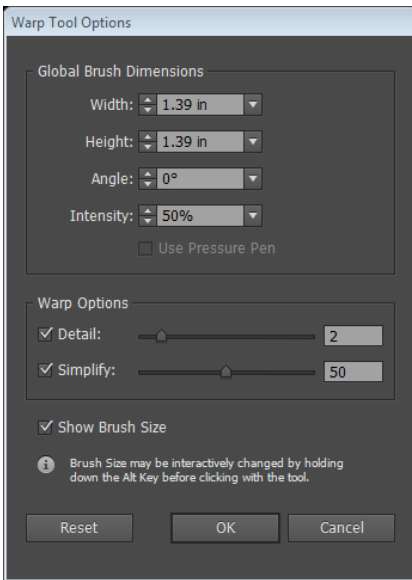 Warp Tool Options
Global Brush Dimensions
Width: 1.39 in
Height: 1.39 in
Angle: 0°
Intensity: 50%
Use Pressure Pen
Warp Options
Detail: 2
Simplify: 50
Show Brush Size
Brush Size may be interactively changed by holding
down the Alt Key before clicking with the tool.
Reset OK Cancel